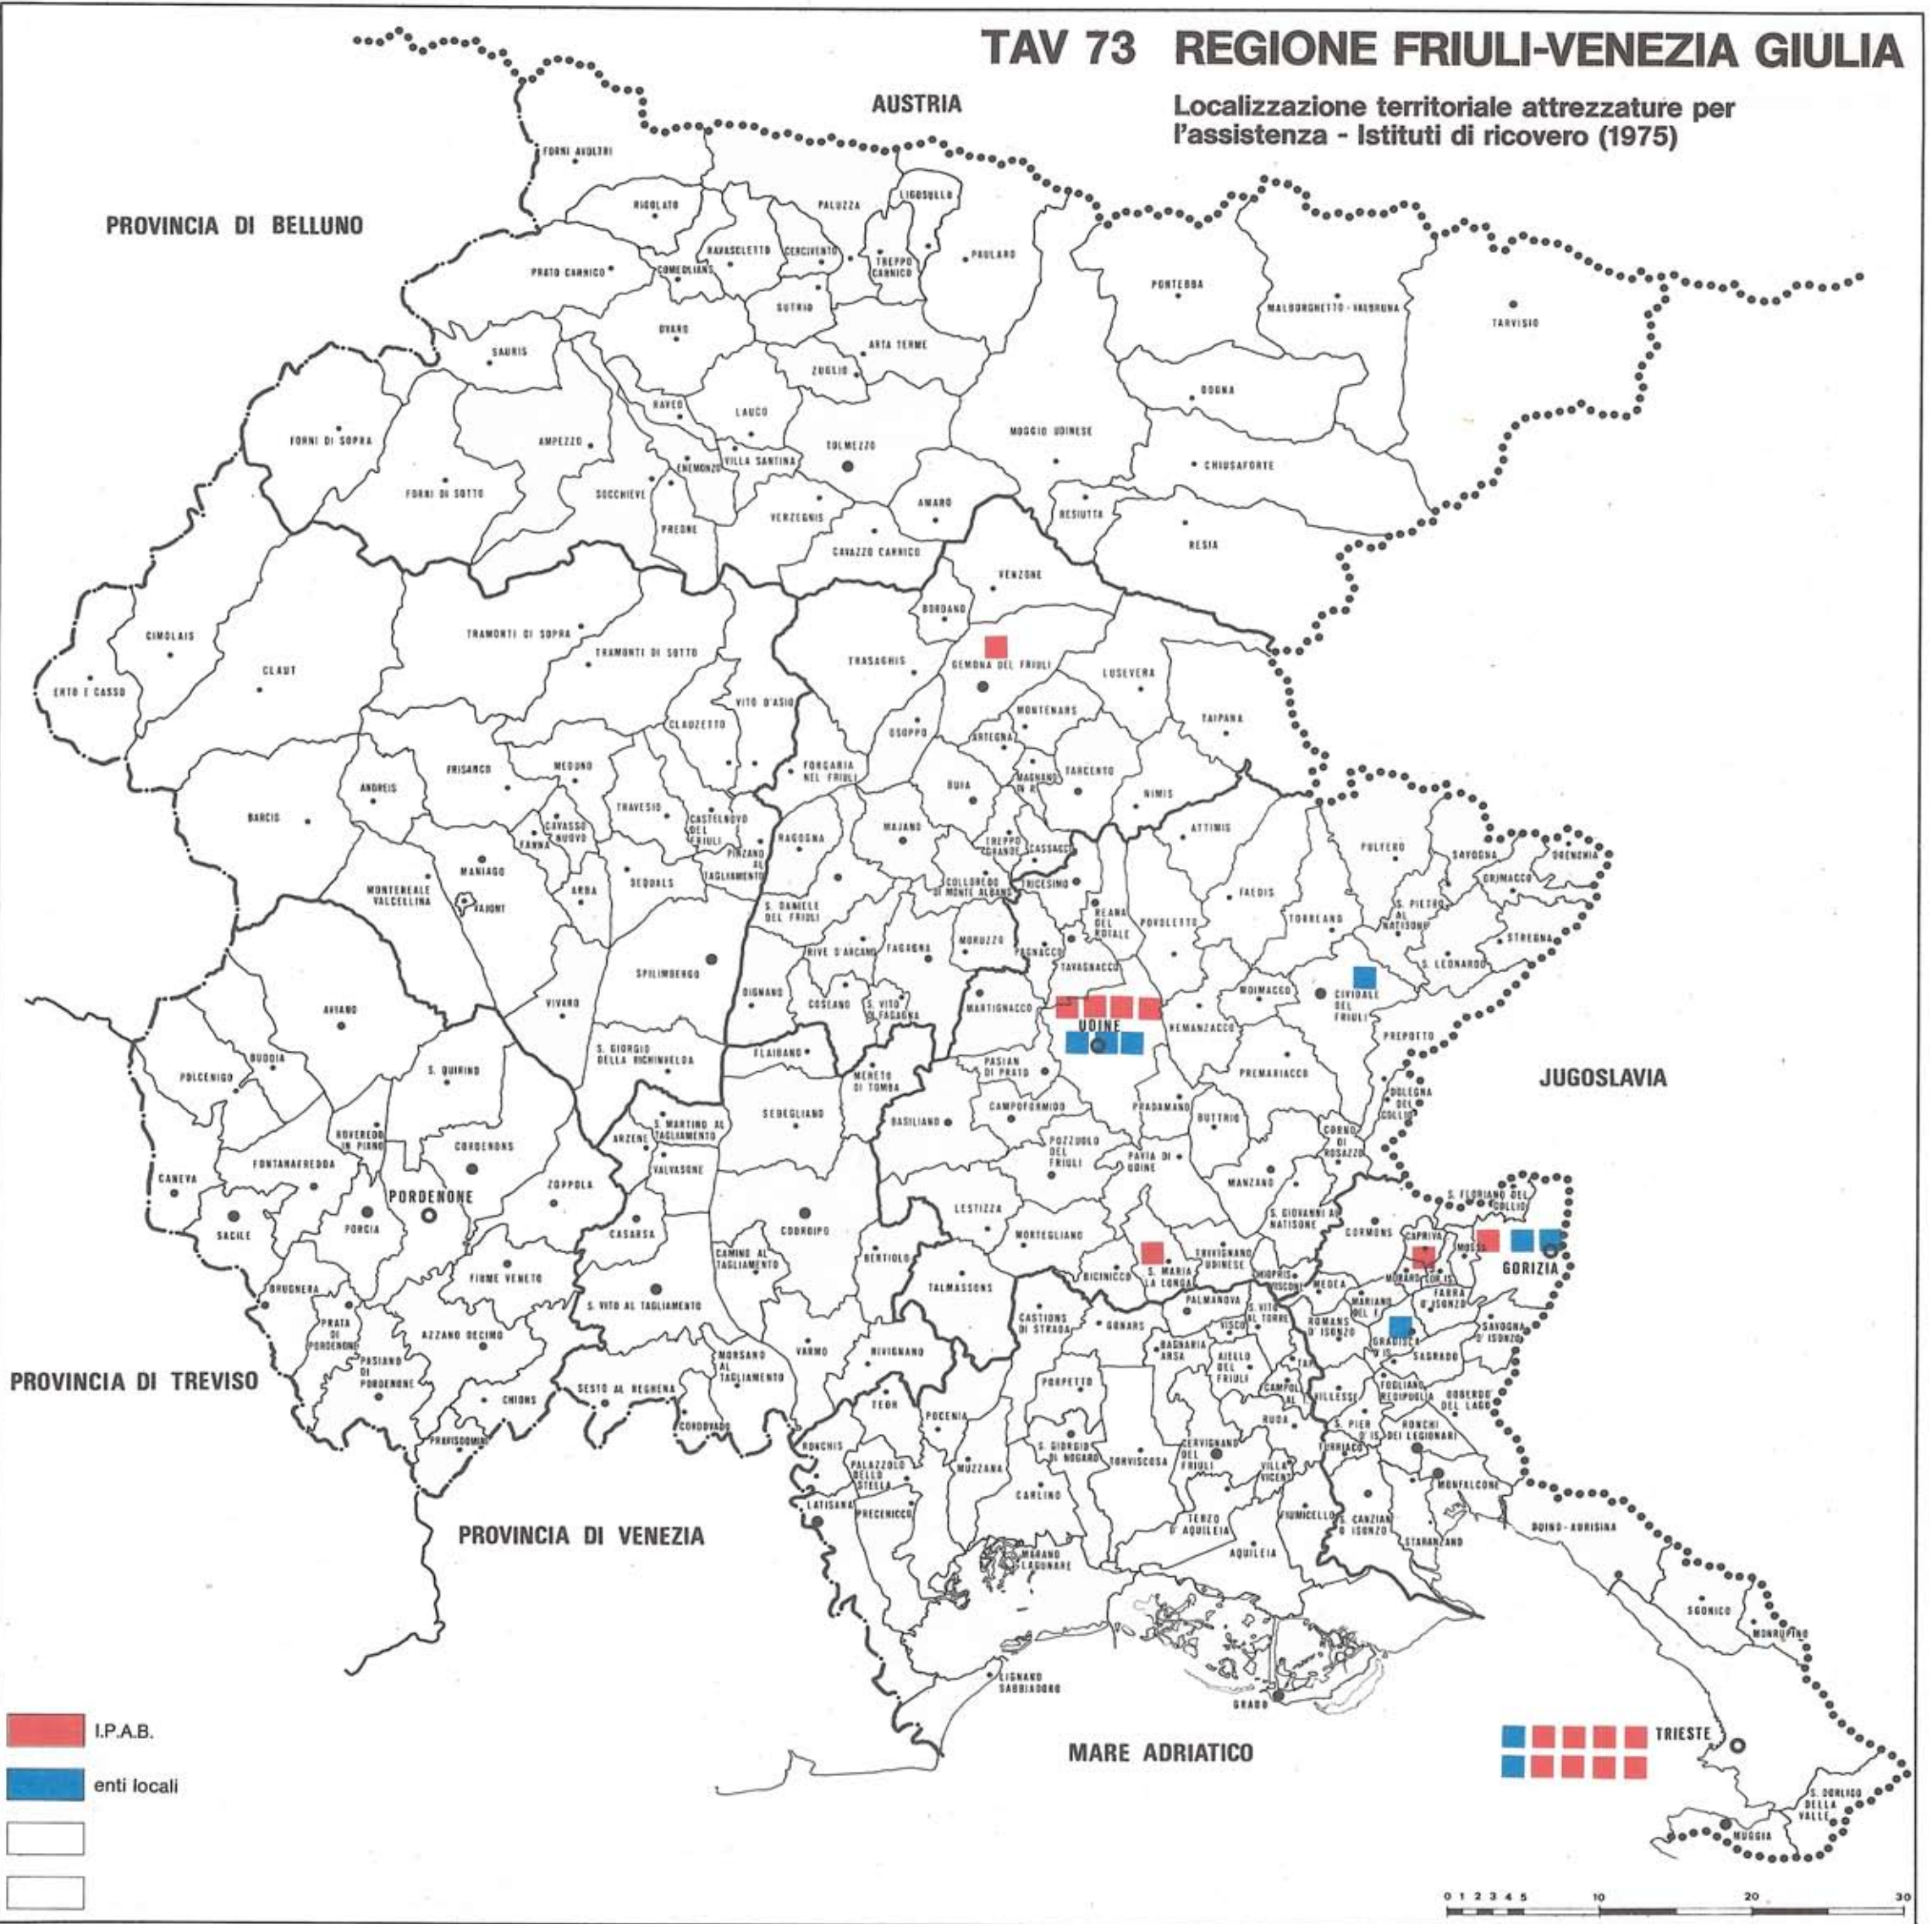 TAV 73 REGIONE FRIULI-VENEZIA GIULIA
Localizzazione territoriale attrezzature per
l'assistenza - Istituti di ricovero (1975)
AUSTRIA
PROVINCIA DI BELLUNO
FORNI AVOLTRI
RIGOLATO
PALUZZA
LIGOSULLO
PRATO CARNICO
COMEGLIANS
RAVASCLETTO
CERCIVENTO
TREPPO
CARNICO
PAULARO
PONTEBBA
MALBORGHETTO-VALBRUNA
TARVISIO
SUTRIO
OVARO
SAURIS
ARTA TERME
ZUGLIO
DOGNA
RAVEO
LAUCO
FORNI DI SOPRA
AMPEZZO
TOLMEZZO
MOGGIO UDINESE
ENEMONZO
VILLA SANTINA
CHIUSAFORTE
FORNI DI SOTTO
SOCCHIEVE
PREONE
VERZEGNIS
AMARO
RESIUTTA
CAVAZZO CARNICO
RESIA
VENZONE
BORDANO
CIMOLAIS
CLAUT
ERTO E CASSO
TRAMONTI DI SOPRA
TRAMONTI DI SOTTO
TRASAGHIS
GEMONA DEL FRIULI
LUSEVERA
VITO D'ASIO
CLAUZETTO
MONTENARS
TAIPANA
OSOPPO
ARTEGNA
FRISANCO
MEDUNO
FORGARIA
NEL FRIULI
BUIA
MAGNANO
IN R.
TARCENTO
NIMIS
ANDREIS
BARCIS
TRAVESIO
CASTELNOVO
DEL
FRIULI
CAVASSO
NUOVO
FANNA
PINZANO
AL
TAGLIAMENTO
RAGOGNA
MAJANO
TREPPO
GRANDE
CASSACCO
ATTIMIS
PULFERO
SAVOGNA
DRENCHIA
GRIMACCO
MANIAGO
MONTEREALE
VALCELLINA
VAJONT
ARBA
SEQUALS
S. DANIELE
DEL FRIULI
COLLOREDO
DI MONTE ALBANO
TRICESIMO
FAEDIS
TORREANO
S. PIETRO
AL
NATISONE
STREGNA
S. LEONARDO
REANA
DEL
ROIALE
POVOLETTO
RIVE D'ARCANO
FAGAGNA
MORUZZO
PAGNACCO
TAVAGNACCO
SPILIMBERGO
DIGNANO
COSEANO
S. VITO
DI FAGAGNA
MARTIGNACCO
MOIMACCO
CIVIDALE
DEL
FRIULI
AVIANO
VIVARO
UDINE
REMANZACCO
PREPOTTO
BUDOIA
POLCENIGO
S. QUIRINO
S. GIORGIO
DELLA RICHINVELDA
FLAIBANO
MERETO
DI TOMBA
PASIAN
DI PRATO
PREMARIACCO
JUGOSLAVIA
DOLEGNA
DEL
COLLIO
SEDEGLIANO
BASILIANO
CAMPOFORMIDO
PRADAMANO
BUTTRIO
CORNO
DI
ROSAZZO
ROVEREDO
IN PIANO
CORDENONS
ARZENE
S. MARTINO AL
TAGLIAMENTO
VALVASONE
POZZUOLO
DEL
FRIULI
PAVIA DI
UDINE
FONTANAFREDDA
CANEVA
ZOPPOLA
MANZANO
PORDENONE
PORCIA
SACILE
CASARSA
CODROIPO
LESTIZZA
S. GIOVANNI AL
NATISONE
CORMONS
S. FLORIANO DEL
COLLIO
CAMINO AL
TAGLIAMENTO
BERTIOLO
MORTEGLIANO
CAPRIVA
MOSSA
GORIZIA
BICINICCO
S. MARIA
LA LONGA
TRIVIGNANO
UDINESE
CHIOPRIS
VISCONE
MEDEA
MORARO
FARRA
D'ISONZO
BRUGNERA
FIUME VENETO
S. VITO AL TAGLIAMENTO
TALMASSONS
CASTIONS
DI STRADA
GONARS
PALMANOVA
S. VITO
AL TORRE
VISCO
MARIANO
DEL F.
ROMANS
D'ISONZO
GRADISCA
D'IS.
SAVOGNA
D'ISONZO
SAGRADO
PRATA
DI
PORDENONE
AZZANO DECIMO
PASIANO
DI
PORDENONE
MORSANO
AL
TAGLIAMENTO
VARMO
RIVIGNANO
BAGNARIA
ARSA
AIELLO
DEL
FRIULI
PROVINCIA DI TREVISO
CHIONS
SESTO AL REGHENA
PORPETTO
VILLESSE
FOGLIANO
REDIPUGLIA
DOBERDO'
DEL LAGO
PRAVISDOMINI
CORDOVADO
TEOR
POCENIA
RUDA
S. PIER
D'IS.
RONCHI
DEI LEGIONARI
RONCHIS
TURRIACO
PALAZZOLO
DELLO
STELLA
MUZZANA
S. GIORGIO
DI NOGARO
TORVISCOSA
CERVIGNANO
DEL
FRIULI
VILLA
VICENT.
MONFALCONE
LATISANA
PRECENICCO
CARLINO
TERZO
D'AQUILEIA
FIUMICELLO
S. CANZIAN
D'ISONZO
STARANZANO
DUINO-AURISINA
PROVINCIA DI VENEZIA
MARANO
LAGUNARE
AQUILEIA
SGONICO
MONRUPINO
LIGNANO
SABBIADORO
GRADO
I.P.A.B.
enti locali
MARE ADRIATICO
TRIESTE
S. DORLIGO
DELLA
VALLE
MUGGIA
0 1 2 3 4 5 10 20 30